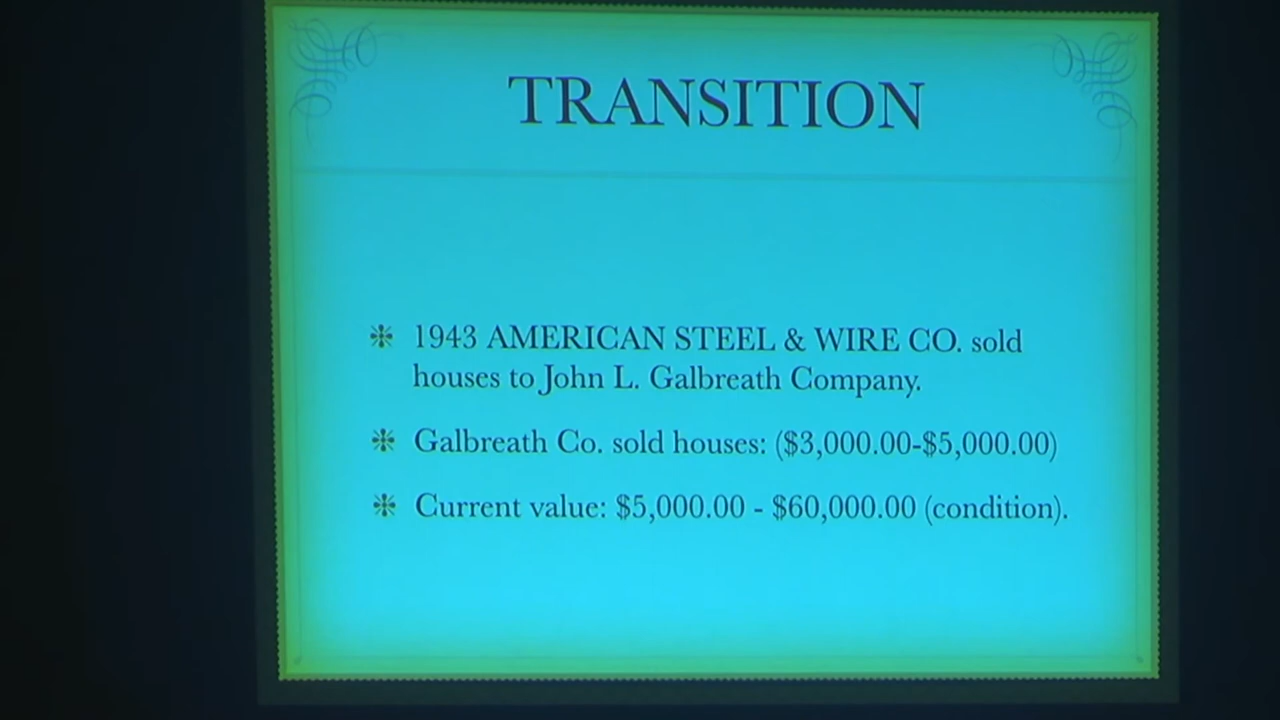 TRANSITION
1943 AMERICAN STEEL & WIRE CO. sold
houses to John L. Galbreath Company.
Galbreath Co. sold houses: ($3,000.00-$5,000.00)
Current value: $5,000.00 - $60,000.00 (condition).